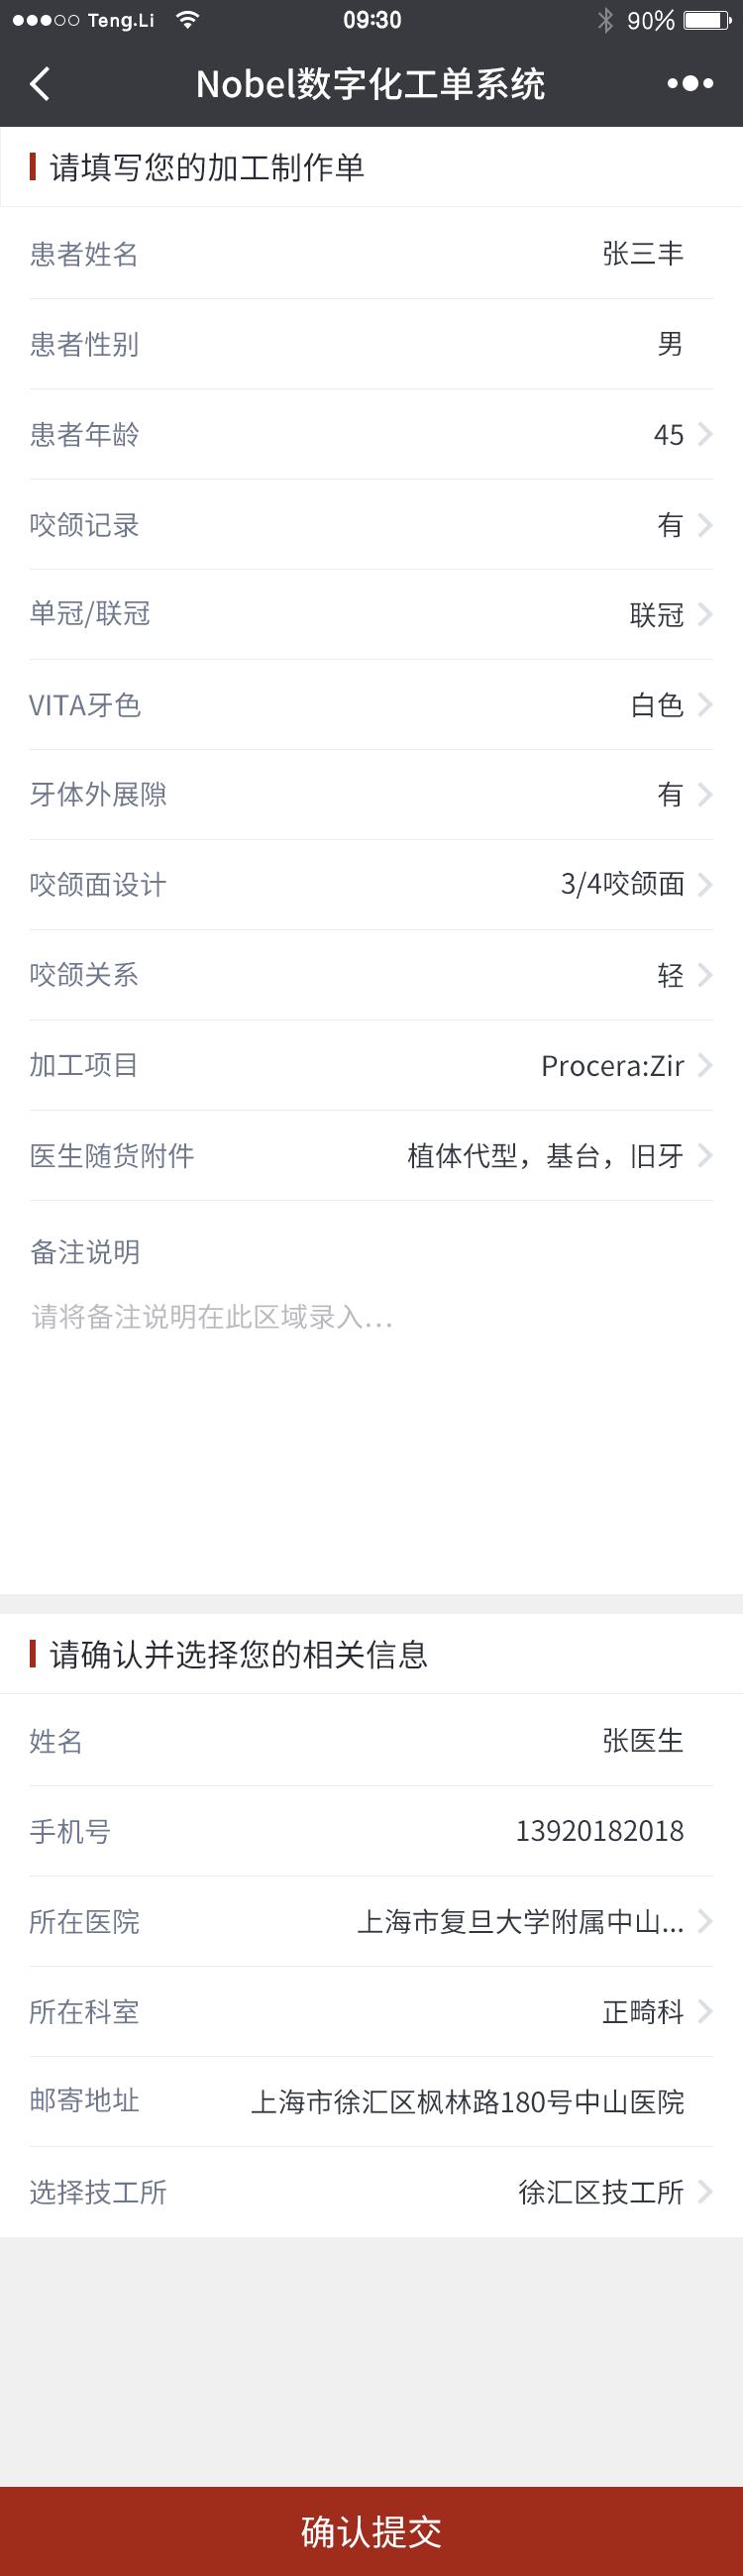 Teng.Li 09:30 90%
Nobel数字化工单系统
请填写您的加工制作单
患者姓名 张三丰
患者性别 男
患者年龄 45
咬颌记录 有
单冠/联冠 联冠
VITA牙色 白色
牙体外展隙 有
咬颌面设计 3/4咬颌面
咬颌关系 轻
加工项目 Procera:Zir
医生随货附件 植体代型，基台，旧牙
备注说明
请将备注说明在此区域录入...
请确认并选择您的相关信息
姓名 张医生
手机号 13920182018
所在医院 上海市复旦大学附属中山...
所在科室 正畸科
邮寄地址 上海市徐汇区枫林路180号中山医院
选择技工所 徐汇区技工所
确认提交